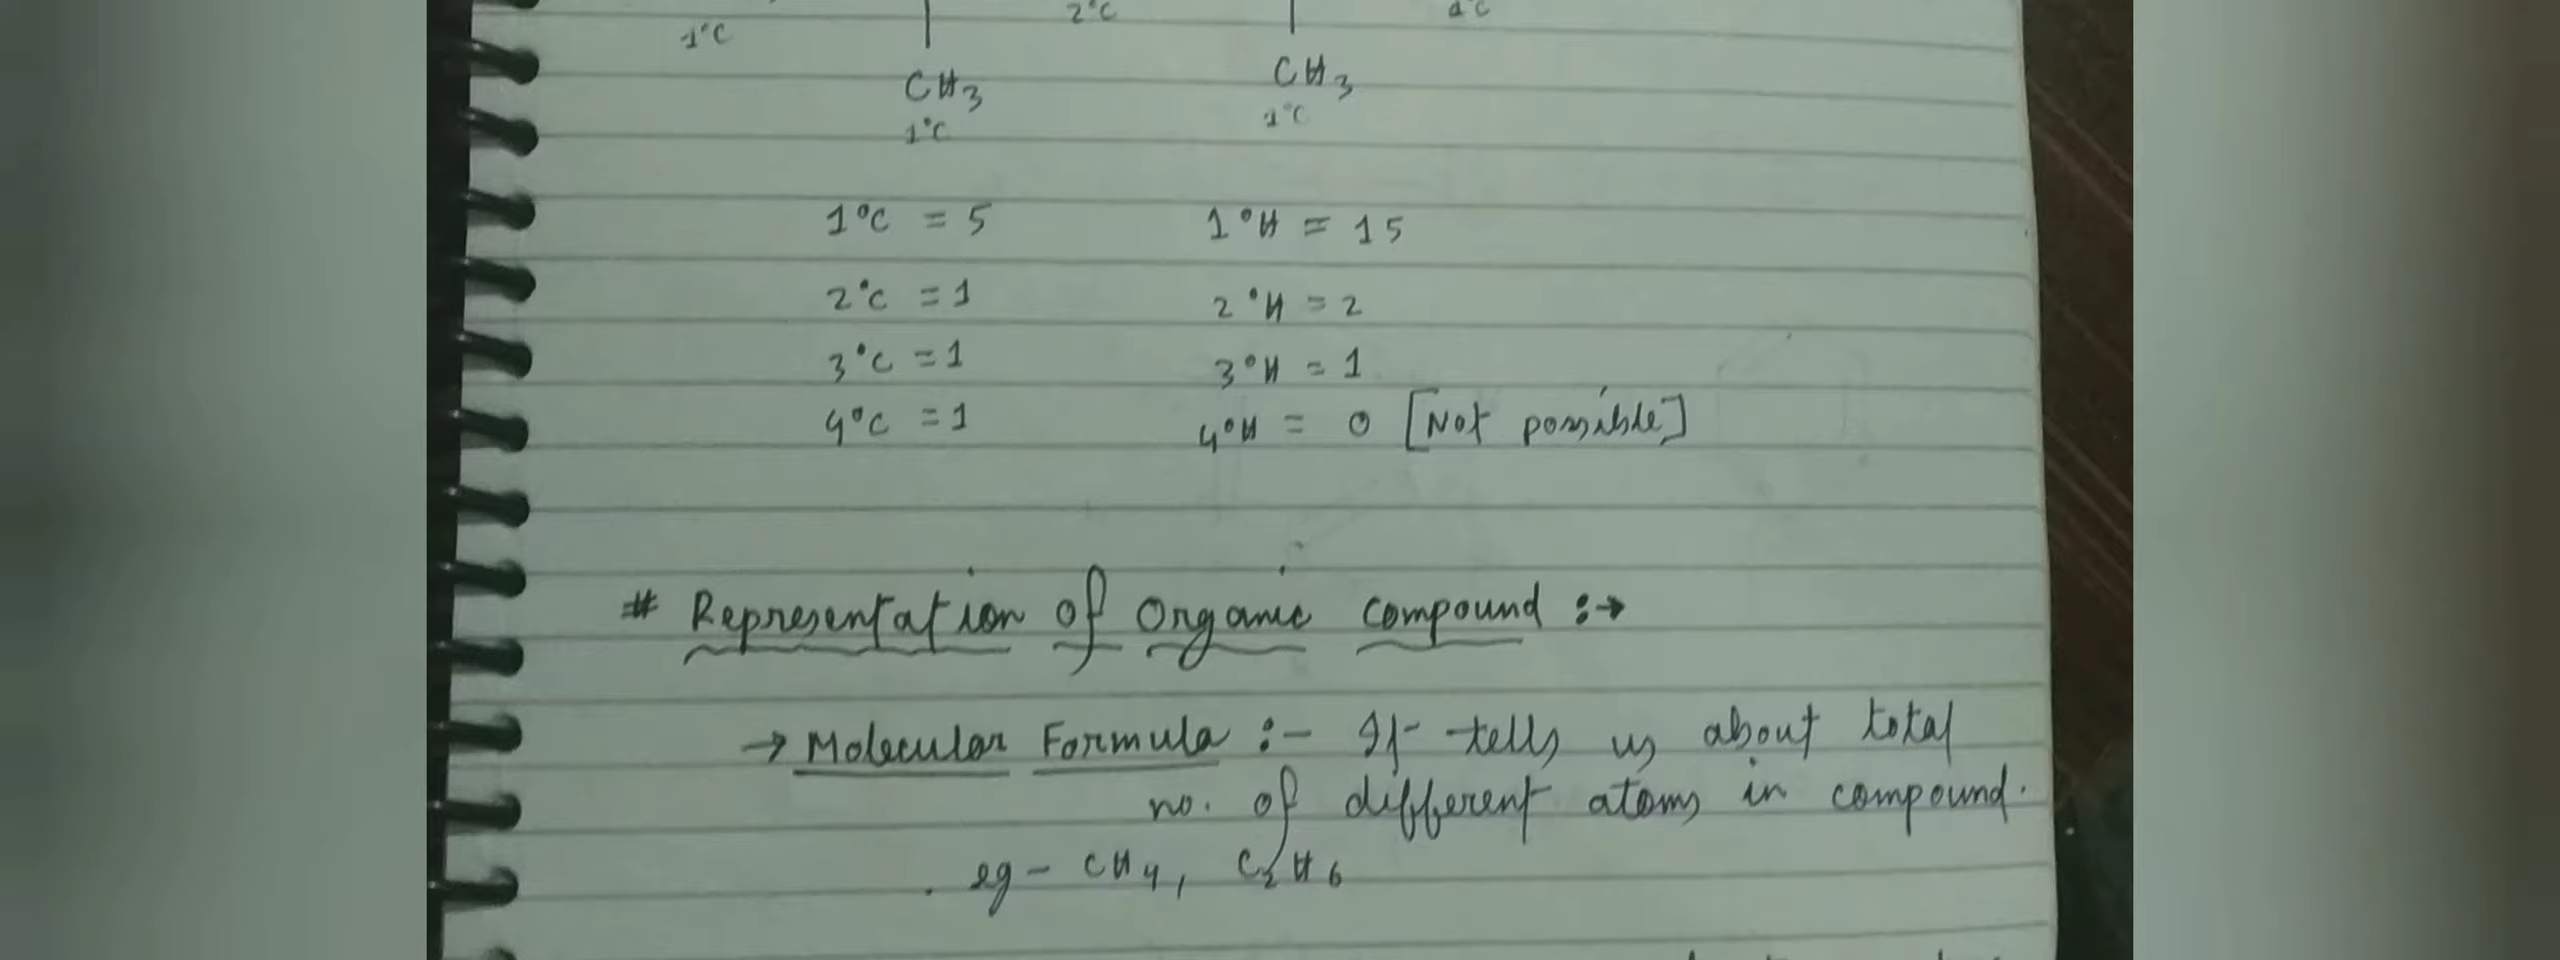 1°C 2°C 1°C
CH3 CH3
1°C 1°C
1°C = 5 1°H = 15
2°C = 1 2°H = 2
3°C = 1 3°H = 1
4°C = 1 4°H = 0 [Not possible]
# Representation of Organic compound :→
→ Molecular Formula :- It tells us about total
no. of different atoms in compound.
eg - CH4, C2H6